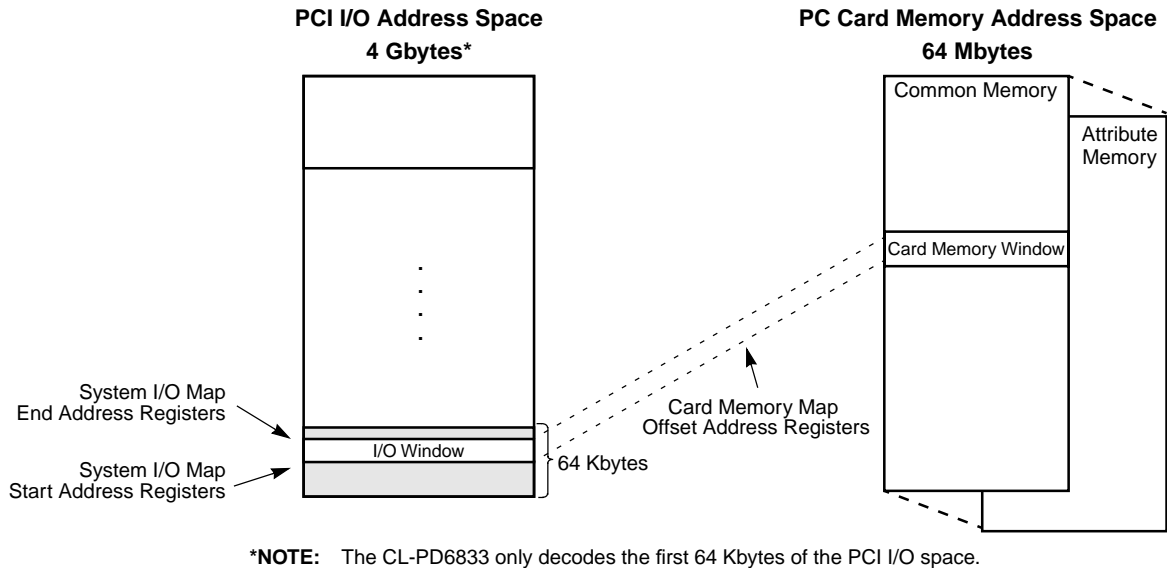 PCI I/O Address Space
4 Gbytes*
PC Card Memory Address Space
64 Mbytes
Common Memory
Attribute
Memory
Card Memory Window
System I/O Map
End Address Registers
I/O Window
System I/O Map
Start Address Registers
64 Kbytes
Card Memory Map
Offset Address Registers
*NOTE: The CL-PD6833 only decodes the first 64 Kbytes of the PCI I/O space.